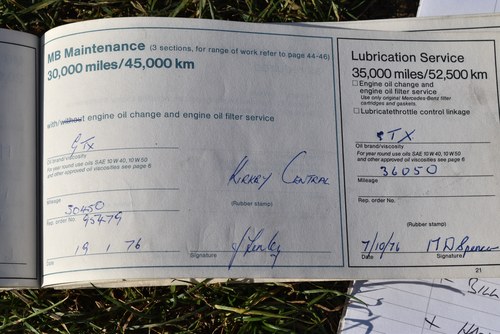 MB Maintenance (3 sections, for range of work refer to page 44-46)
30,000 miles/45,000 km
with/without engine oil change and engine oil filter service
GTX
Oil brand/viscosity
For year round use oils SAE 10 W 40, 10 W 50
and other approved oil viscosities see page 6
Kirkby Central
(Rubber stamp)
30450
Mileage
95479
Rep. order No.
19 1 76
Date
Signature
Lubrication Service
35,000 miles/52,500 km
Engine oil change and
engine oil filter service
Use only original Mercedes-Benz filter
cartridges and gaskets.
Lubricate throttle control linkage
GTX
Oil brand/viscosity
For year round use oils SAE 10 W 40, 10 W 50
and other approved oil viscosities see page 6
36050
Mileage
Rep. order No.
(Rubber stamp)
7/10/76 M D Spencer
Date Signature
21
BILL